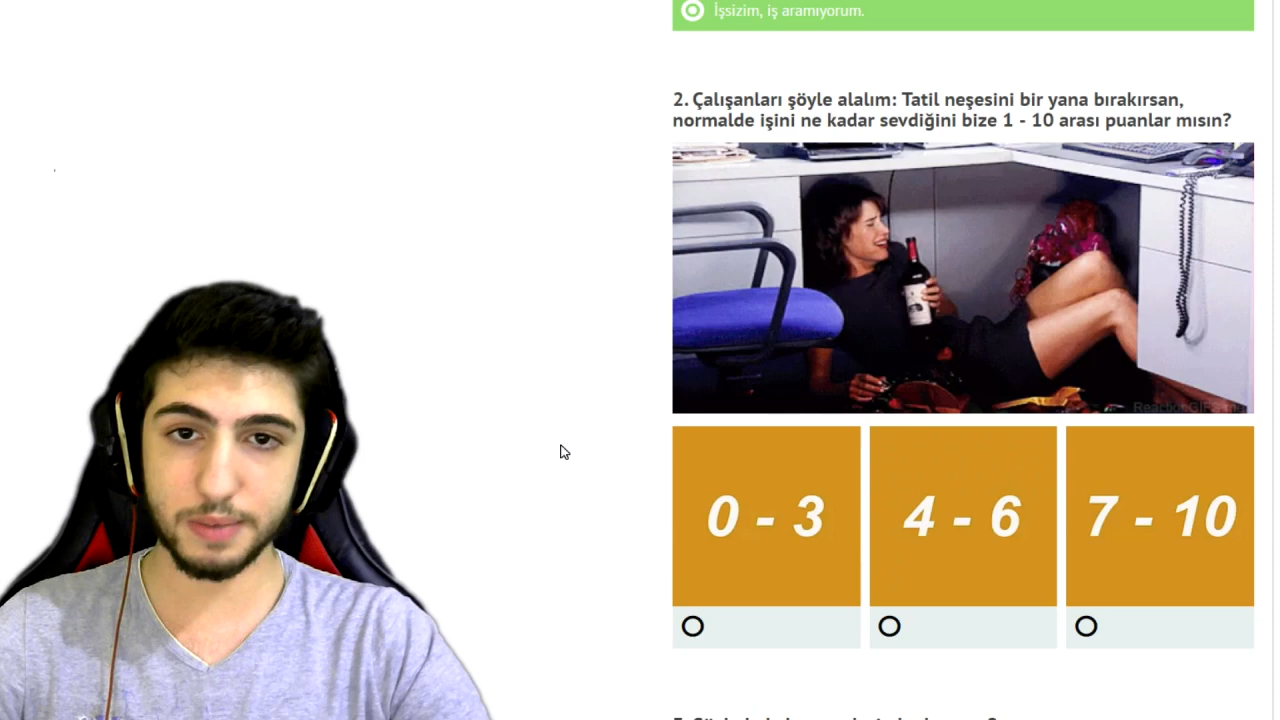 İşsizim, iş aramıyorum.
2. Çalışanları şöyle alalım: Tatil neşesini bir yana bırakırsan,
normalde işini ne kadar sevdiğini bize 1 - 10 arası puanlar mısın?
0 - 3
4 - 6
7 - 10